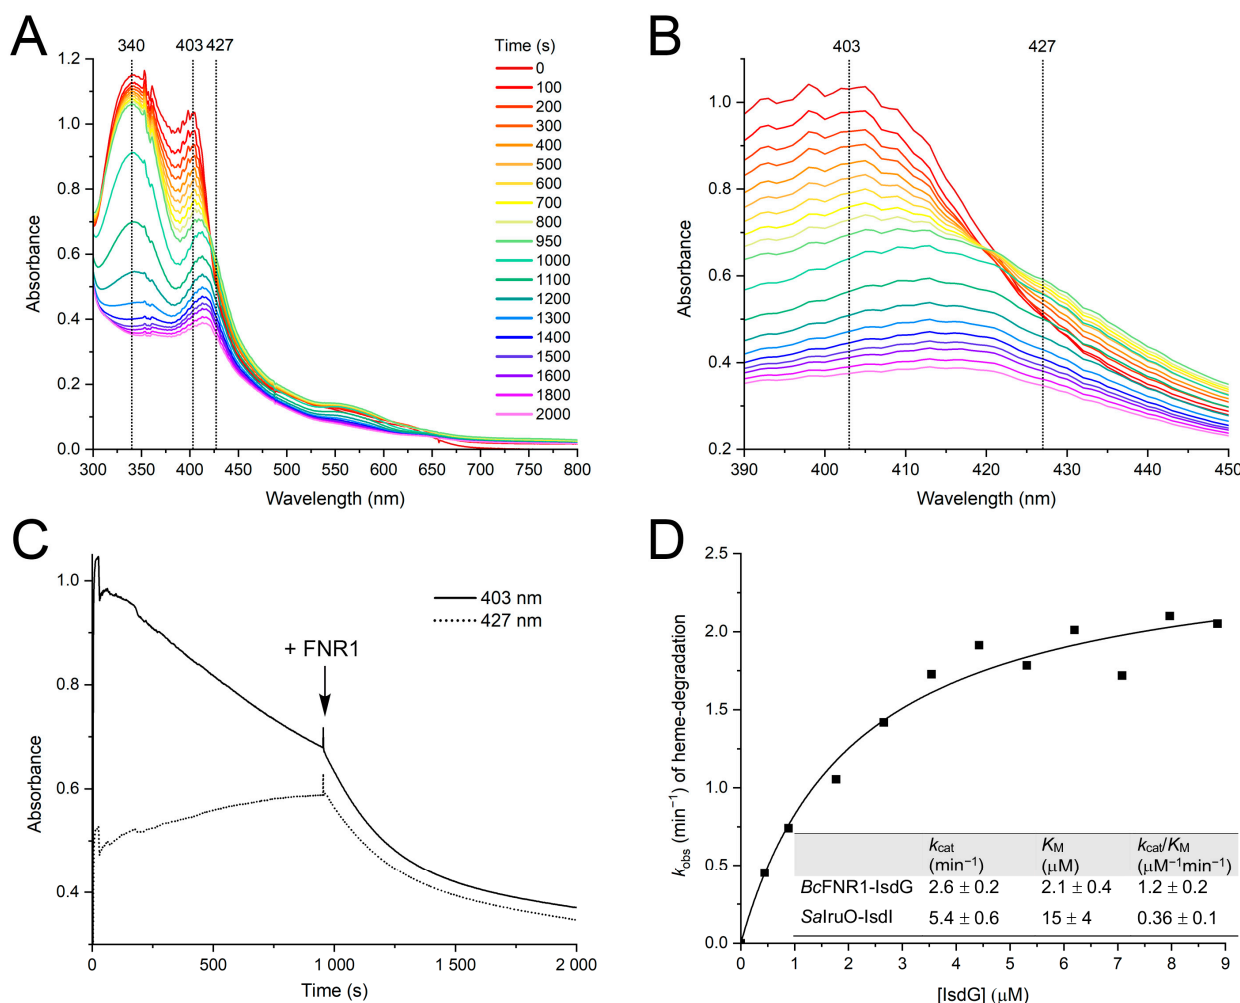 A
340 403 427
Time (s)
0
100
200
300
400
500
600
700
800
950
1000
1100
1200
1300
1400
1500
1600
1800
2000
1.2
1.0
0.8
0.6
0.4
0.2
0.0
Absorbance
300 350 400 450 500 550 600 650 700 750 800
Wavelength (nm)
B
403 427
1.0
0.8
0.6
0.4
0.2
Absorbance
390 400 410 420 430 440 450
Wavelength (nm)
C
403 nm
427 nm
+ FNR1
1.0
0.8
0.6
0.4
Absorbance
0 500 1 000 1 500 2 000
Time (s)
D
2.5
2.0
1.5
1.0
0.5
0.0
kobs (min−1) of heme-degradation
kcat KM kcat/KM
(min−1) (μM) (μM−1min−1)
BcFNR1-IsdG 2.6 ± 0.2 2.1 ± 0.4 1.2 ± 0.2
SaIruO-IsdI 5.4 ± 0.6 15 ± 4 0.36 ± 0.1
0 1 2 3 4 5 6 7 8 9
[IsdG] (μM)